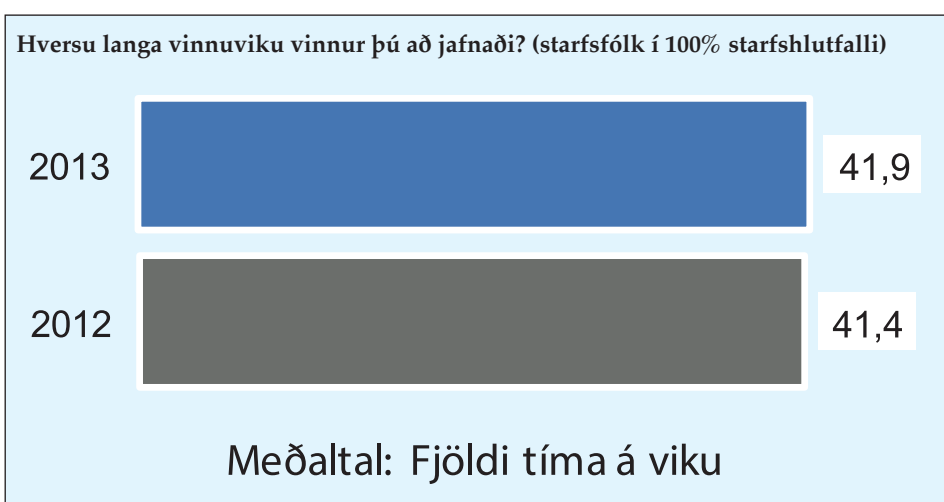 Hversu langa vinnuviku vinnur þú að jafnaði? (starfsfólk í 100% starfshlutfalli)
2013 41,9
2012 41,4
Meðaltal: Fjöldi tíma á viku